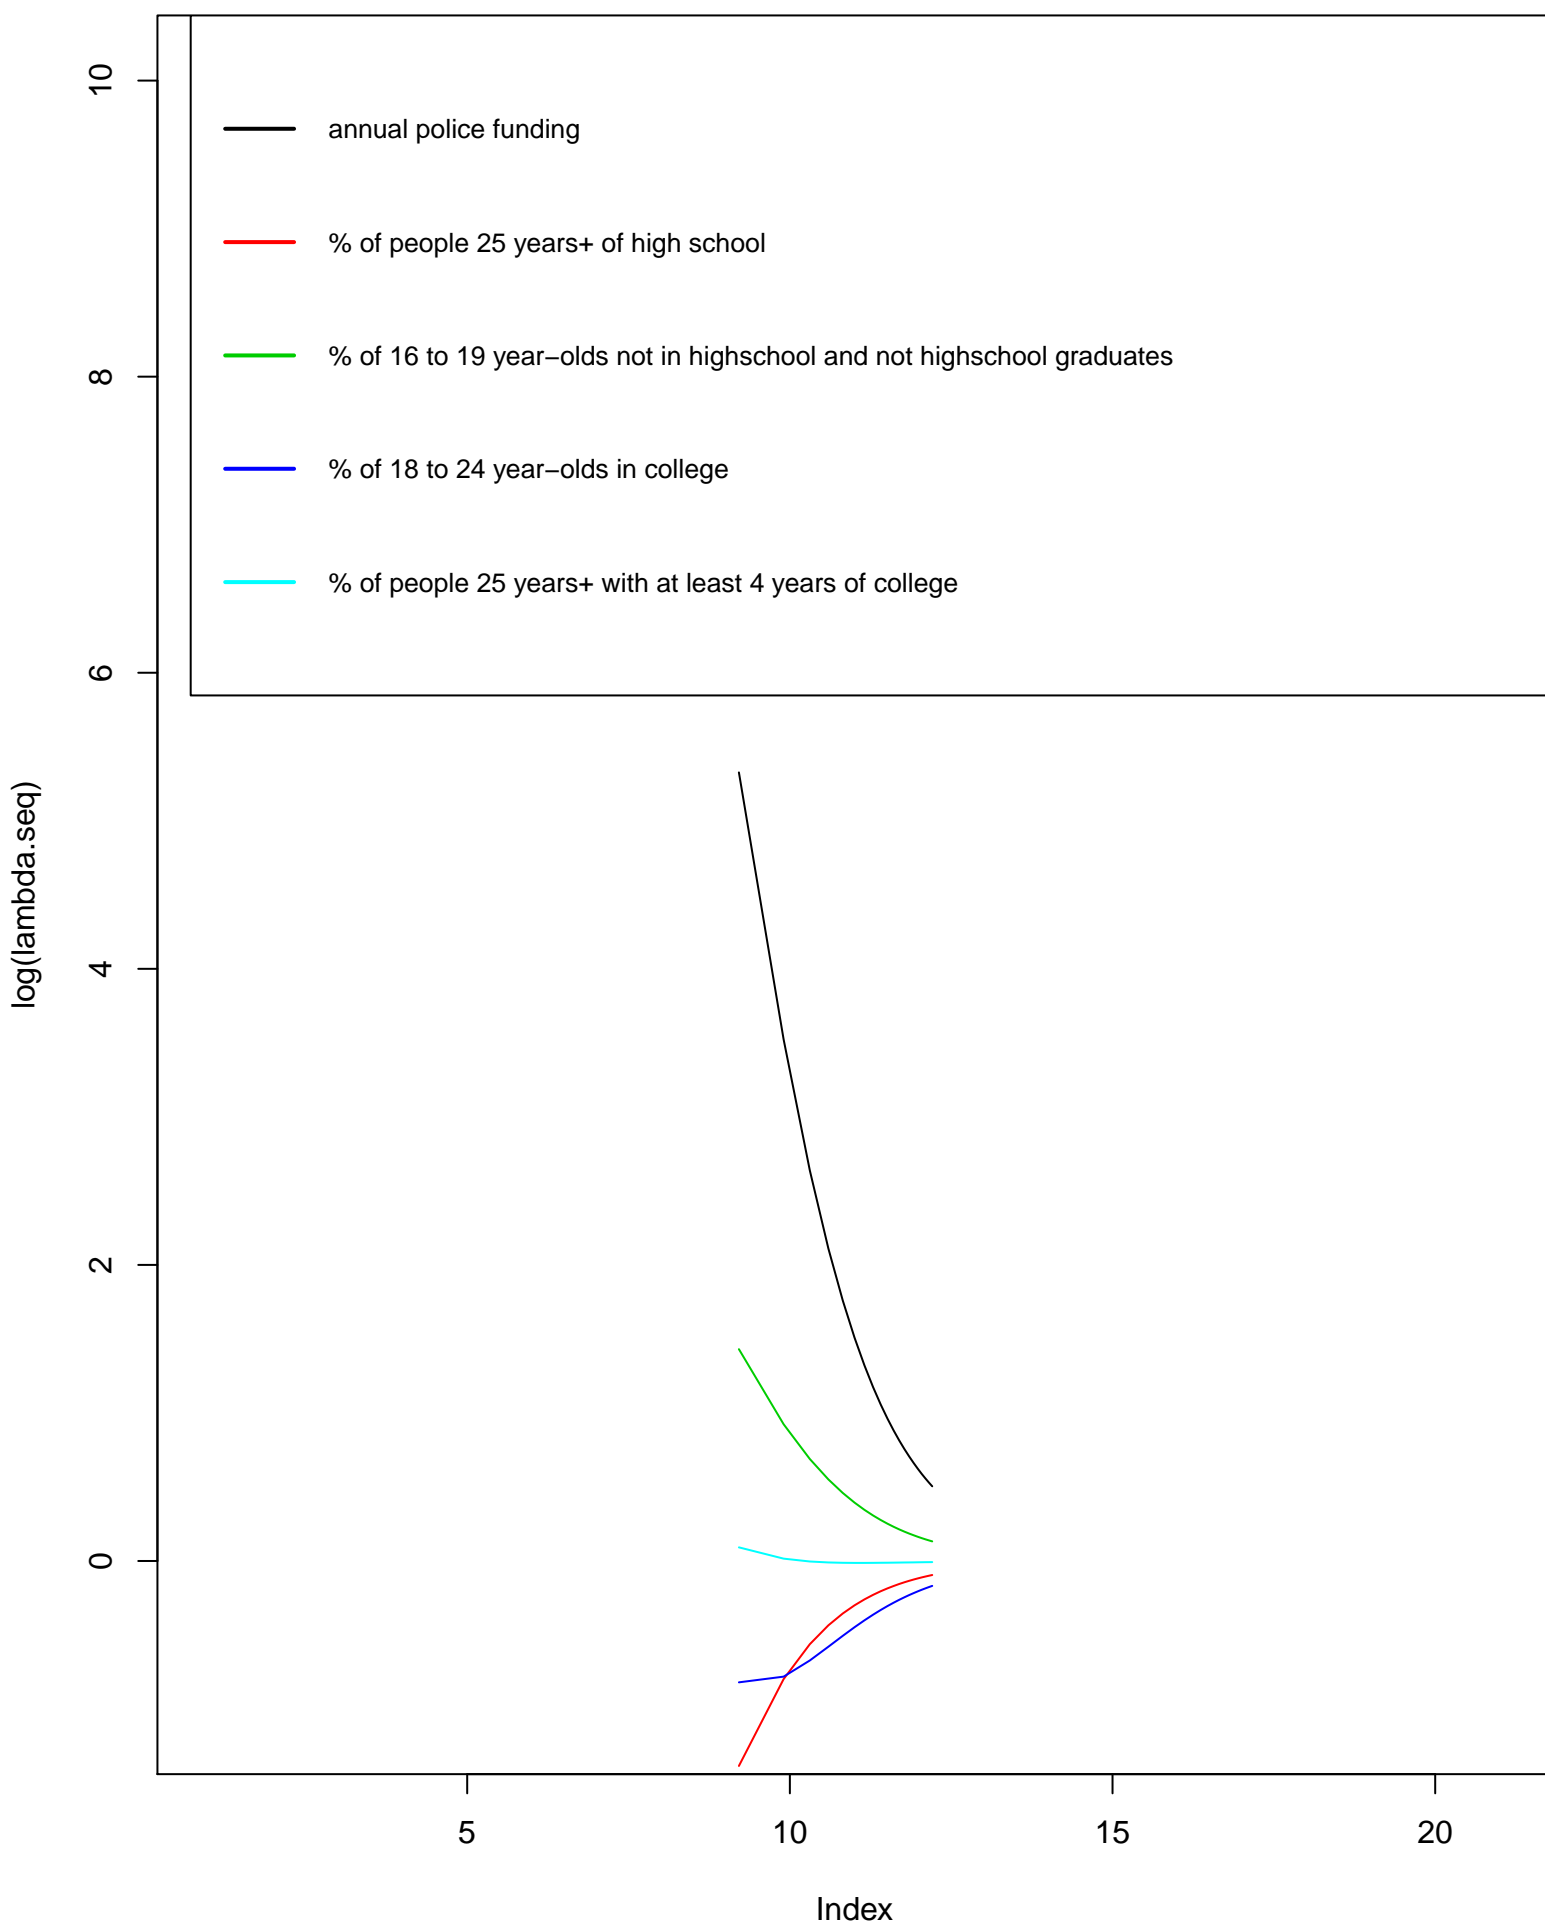 annual police funding
% of people 25 years+ of high school
% of 16 to 19 year−olds not in highschool and not highschool graduates
% of 18 to 24 year−olds in college
% of people 25 years+ with at least 4 years of college
10
8
6
4
2
0
log(lambda.seq)
5 10 15 20
Index